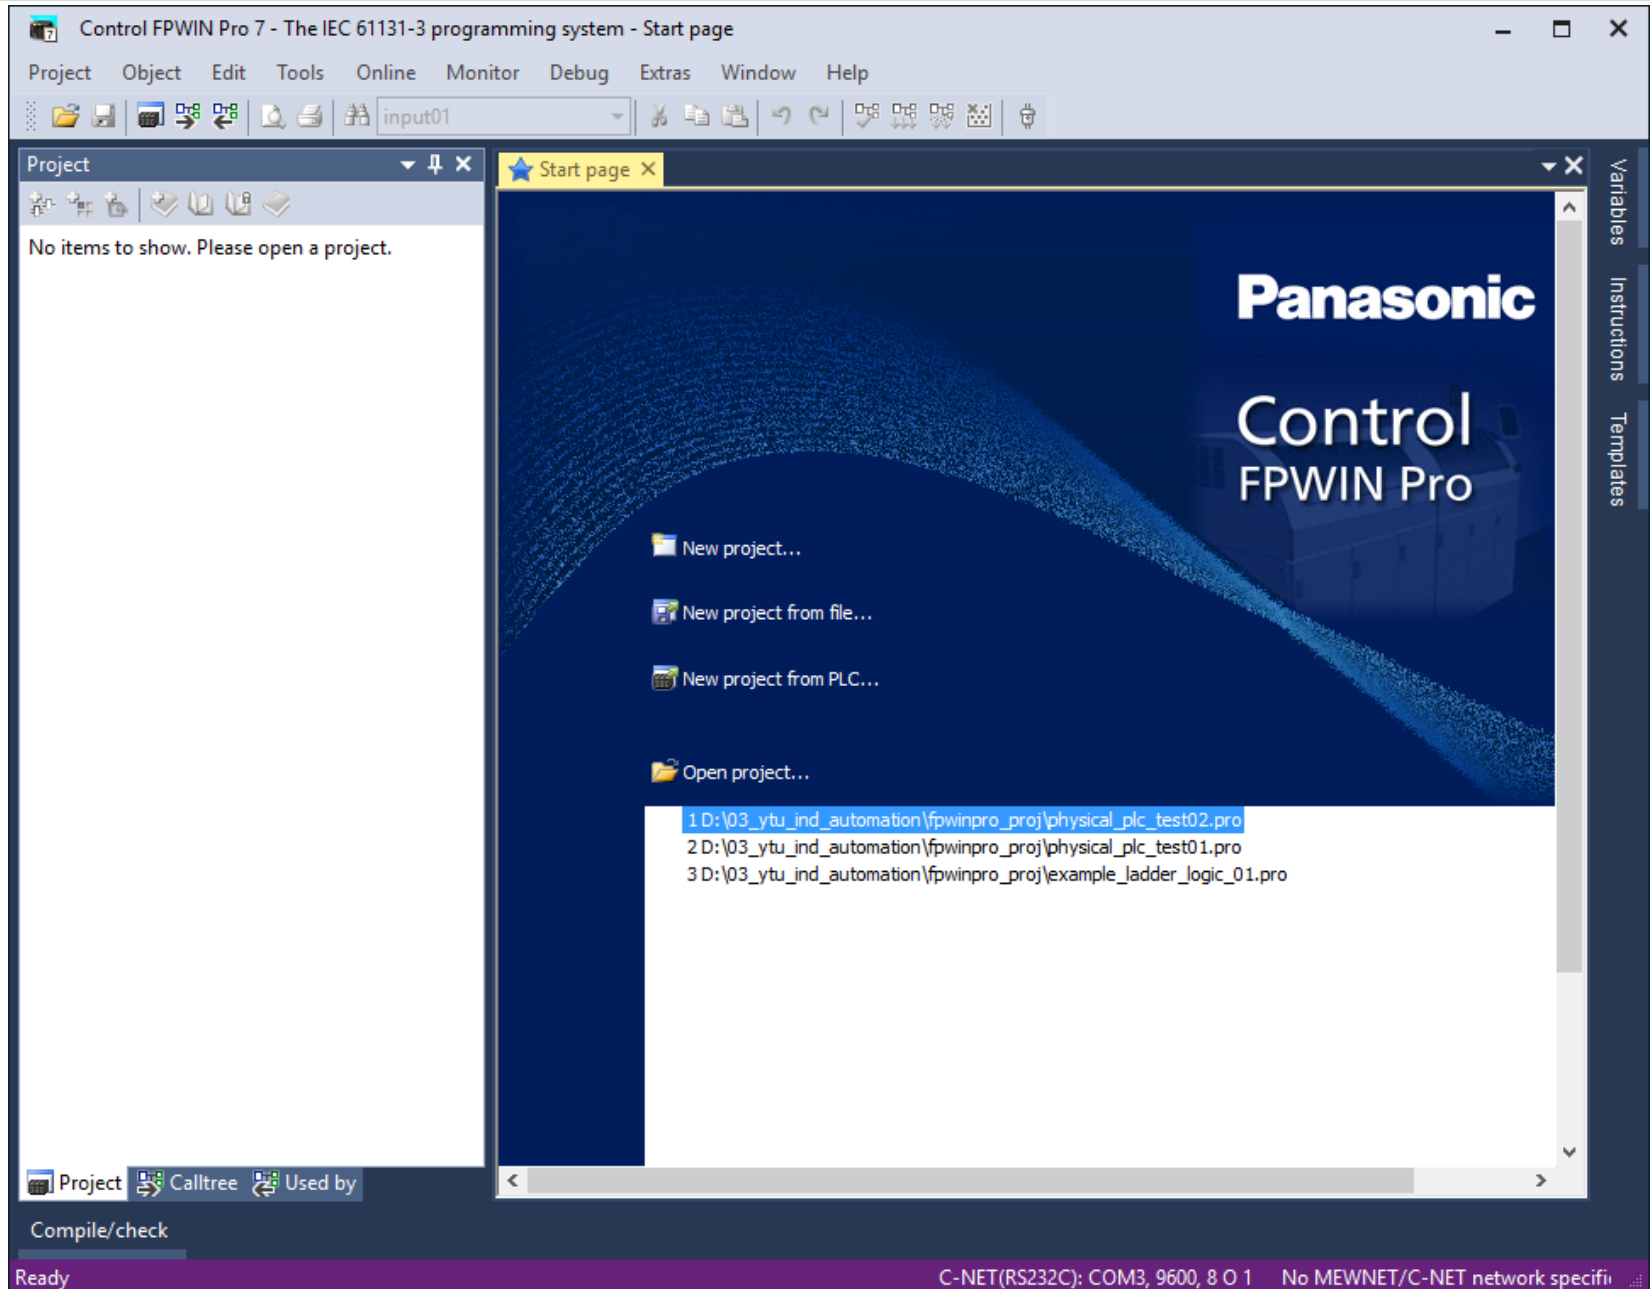 Control FPWIN Pro 7 - The IEC 61131-3 programming system - Start page
Project Object Edit Tools Online Monitor Debug Extras Window Help
input01
Project
Start page
No items to show. Please open a project.
Panasonic
Control
FPWIN Pro
New project...
New project from file...
New project from PLC...
Open project...
1 D:\03_ytu_ind_automation\fpwinpro_proj\physical_plc_test02.pro
2 D:\03_ytu_ind_automation\fpwinpro_proj\physical_plc_test01.pro
3 D:\03_ytu_ind_automation\fpwinpro_proj\example_ladder_logic_01.pro
Variables
Instructions
Templates
Project Calltree Used by
Compile/check
Ready C-NET(RS232C): COM3, 9600, 8 O 1 No MEWNET/C-NET network specifi